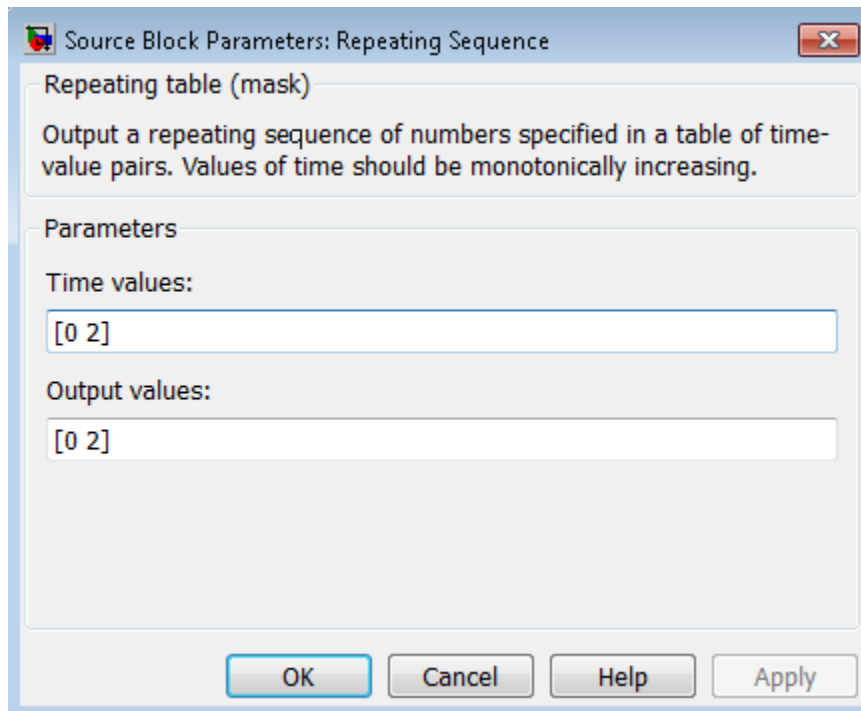 Source Block Parameters: Repeating Sequence
Repeating table (mask)
Output a repeating sequence of numbers specified in a table of time-
value pairs. Values of time should be monotonically increasing.
Parameters
Time values:
[0 2]
Output values:
[0 2]
OK Cancel Help Apply